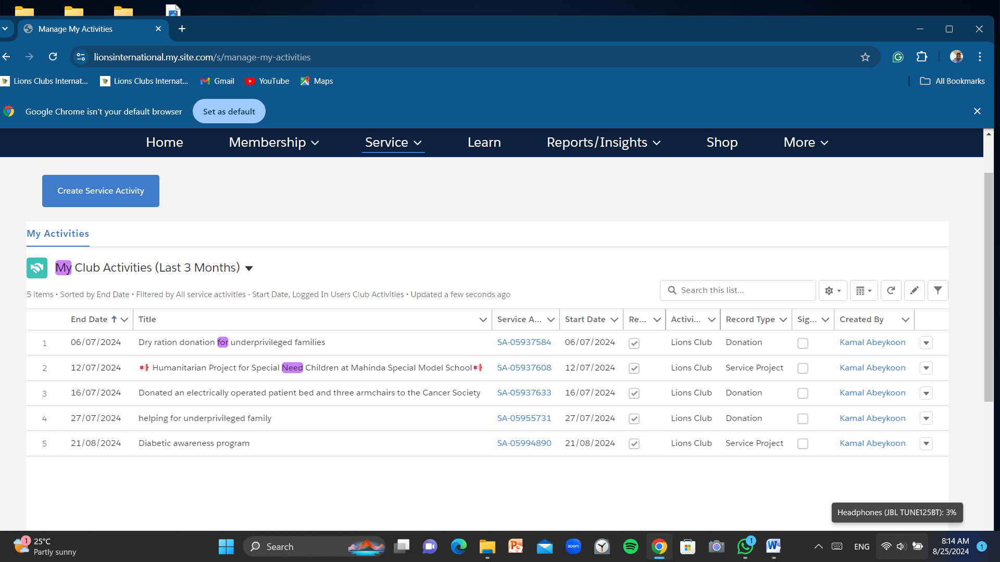 Manage My Activities
lionsinternational.my.site.com/s/manage-my-activities
Lions Clubs Internat... Lions Clubs Internat... Gmail YouTube Maps All Bookmarks
Google Chrome isn't your default browser Set as default
Home Membership Service Learn Reports/Insights Shop More
Create Service Activity
My Activities
My Club Activities (Last 3 Months)
5 items • Sorted by End Date • Filtered by All service activities - Start Date, Logged In Users Club Activities • Updated a few seconds ago
Search this list...
End Date Title Service A... Start Date Re... Activi... Record Type Sig... Created By
1 06/07/2024 Dry ration donation for underprivileged families SA-05937584 06/07/2024 Lions Club Donation Kamal Abeykoon
2 12/07/2024 📢 Humanitarian Project for Special Need Children at Mahinda Special Model School📢 SA-05937608 12/07/2024 Lions Club Service Project Kamal Abeykoon
3 16/07/2024 Donated an electrically operated patient bed and three armchairs to the Cancer Society SA-05937633 16/07/2024 Lions Club Donation Kamal Abeykoon
4 27/07/2024 helping for underprivileged family SA-05955731 27/07/2024 Lions Club Donation Kamal Abeykoon
5 21/08/2024 Diabetic awareness program SA-05994890 21/08/2024 Lions Club Service Project Kamal Abeykoon
Headphones (JBL TUNE125BT): 3%
1 25°C
Partly sunny
Search
zoom
1
ENG
8:14 AM
8/25/2024
1